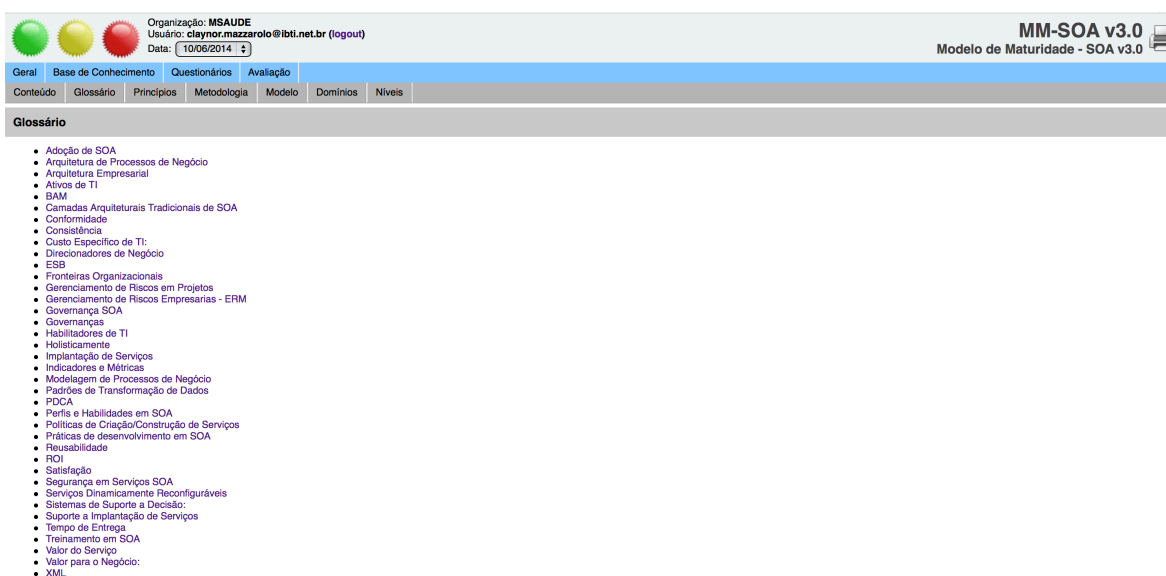 Organização: MSAUDE
Usuário: claynor.mazzarolo@ibti.net.br (logout)
Data: 10/06/2014
MM-SOA v3.0
Modelo de Maturidade - SOA v3.0
Geral Base de Conhecimento Questionários Avaliação
Conteúdo Glossário Princípios Metodologia Modelo Domínios Níveis
Glossário
Adoção de SOA
Arquitetura de Processos de Negócio
Arquitetura Empresarial
Ativos de TI
BAM
Camadas Arquiteturais Tradicionais de SOA
Conformidade
Consistência
Custo Específico de TI:
Direcionadores de Negócio
ESB
Fronteiras Organizacionais
Gerenciamento de Riscos em Projetos
Gerenciamento de Riscos Empresarias - ERM
Governança SOA
Governanças
Habilitadores de TI
Holisticamente
Implantação de Serviços
Indicadores e Métricas
Modelagem de Processos de Negócio
Padrões de Transformação de Dados
PDCA
Perfis e Habilidades em SOA
Políticas de Criação/Construção de Serviços
Práticas de desenvolvimento em SOA
Reusabilidade
ROI
Satisfação
Segurança em Serviços SOA
Serviços Dinamicamente Reconfiguráveis
Sistemas de Suporte a Decisão:
Suporte a Implantação de Serviços
Tempo de Entrega
Treinamento em SOA
Valor do Serviço
Valor para o Negócio:
XML